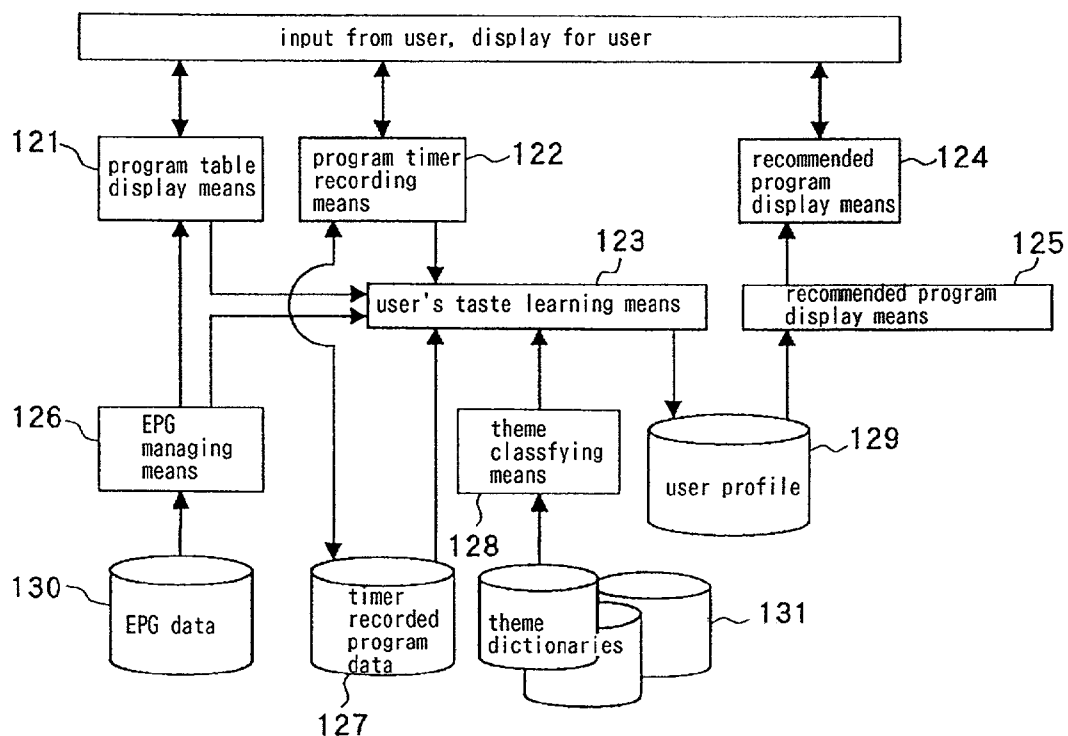 input from user, display for user
121
program table
display means
program timer
recording
means
122
recommended
program
display means
124
123
user's taste learning means
125
recommended program
display means
126
EPG
managing
means
theme
classfying
means
128
129
user profile
130
EPG data
timer
recorded
program
data
127
theme
dictionaries
131